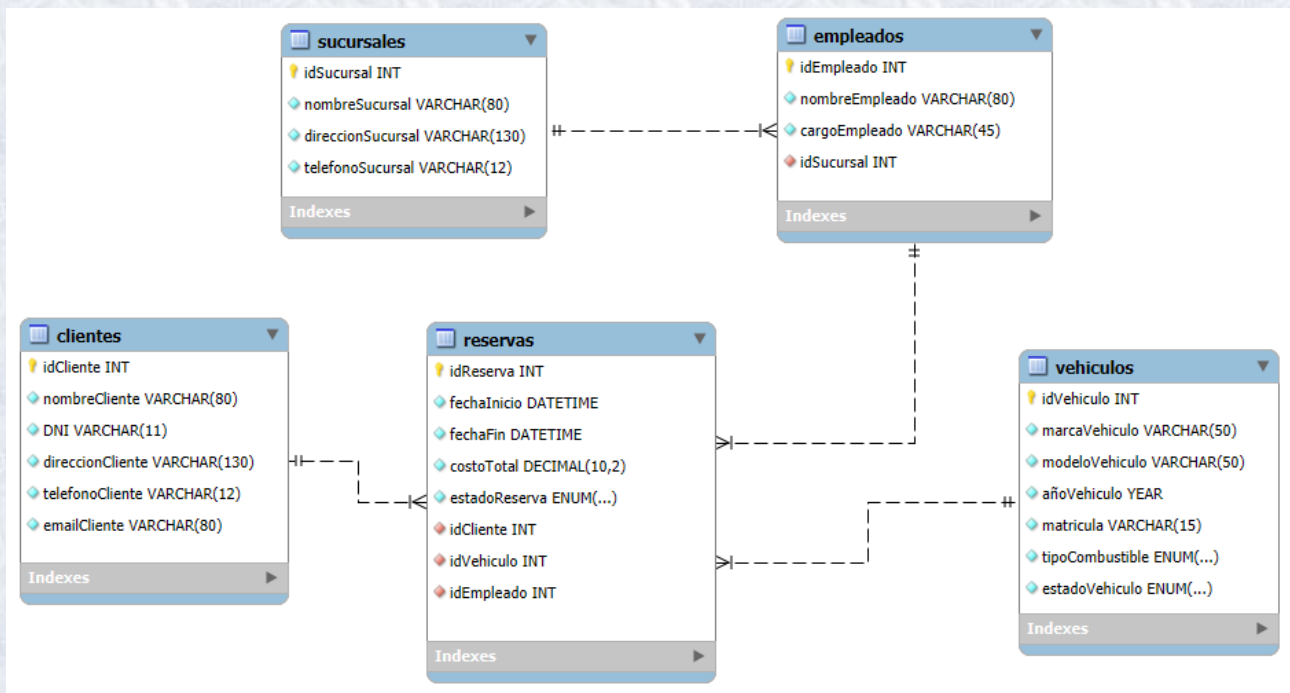 sucursales
idSucursal INT
nombreSucursal VARCHAR(80)
direccionSucursal VARCHAR(130)
telefonoSucursal VARCHAR(12)
Indexes
empleados
idEmpleado INT
nombreEmpleado VARCHAR(80)
cargoEmpleado VARCHAR(45)
idSucursal INT
Indexes
clientes
idCliente INT
nombreCliente VARCHAR(80)
DNI VARCHAR(11)
direccionCliente VARCHAR(130)
telefonoCliente VARCHAR(12)
emailCliente VARCHAR(80)
Indexes
reservas
idReserva INT
fechaInicio DATETIME
fechaFin DATETIME
costoTotal DECIMAL(10,2)
estadoReserva ENUM(...)
idCliente INT
idVehiculo INT
idEmpleado INT
Indexes
vehiculos
idVehiculo INT
marcaVehiculo VARCHAR(50)
modeloVehiculo VARCHAR(50)
añoVehiculo YEAR
matricula VARCHAR(15)
tipoCombustible ENUM(...)
estadoVehiculo ENUM(...)
Indexes